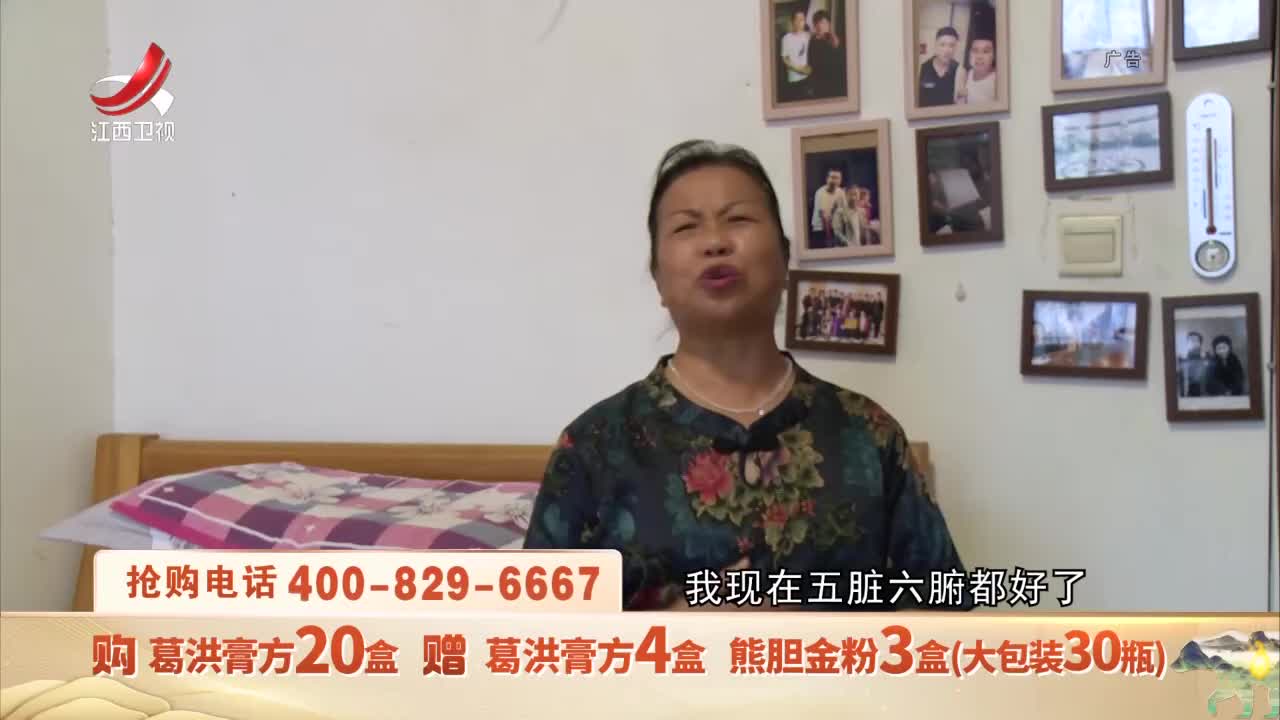 江西卫视
广告
我现在五脏六腑都好了
抢购电话 400-829-6667
购 葛洪膏方20盒 赠 葛洪膏方4盒 熊胆金粉3盒(大包装30瓶)